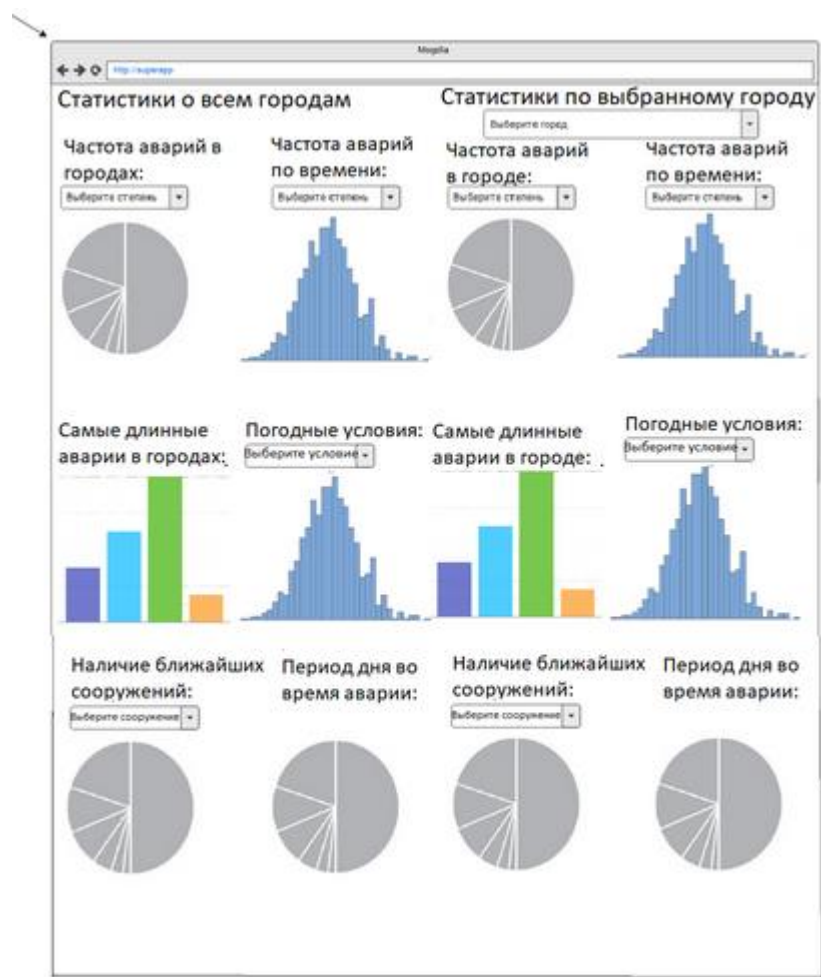 Mogilla
http://superapp
Статистики о всем городам
Статистики по выбранному городу
Выберите город
Частота аварий в
городах:
Выберите степень
Частота аварий
по времени:
Выберите степень
Частота аварий
в городе:
Выберите степень
Частота аварий
по времени:
Выберите степень
Самые длинные
аварии в городах:
Погодные условия:
Выберите условие
Самые длинные
аварии в городе:
Погодные условия:
Выберите условие
Наличие ближайших
сооружений:
Выберите сооружение
Период дня во
время аварии:
Наличие ближайших
сооружений:
Выберите сооружение
Период дня во
время аварии: